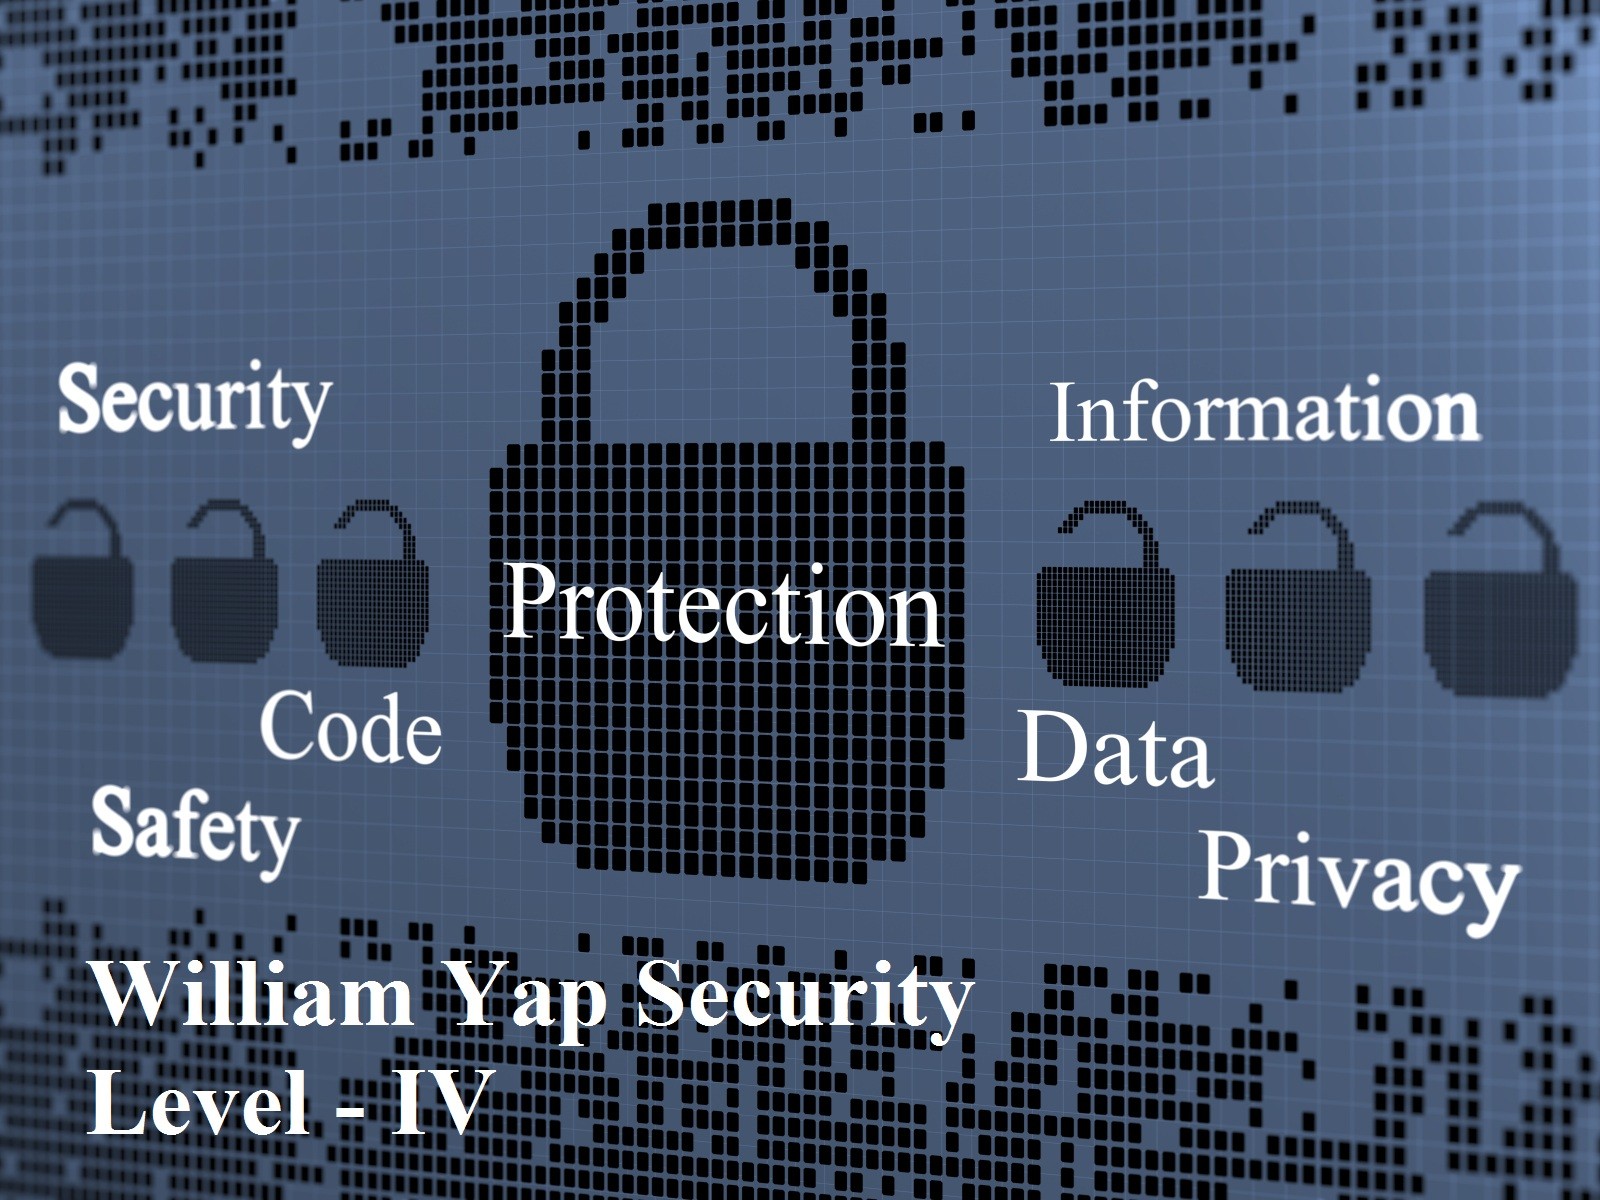 Security
Information
Protection
Code
Data
Safety
Privacy
William Yap Security
Level - IV